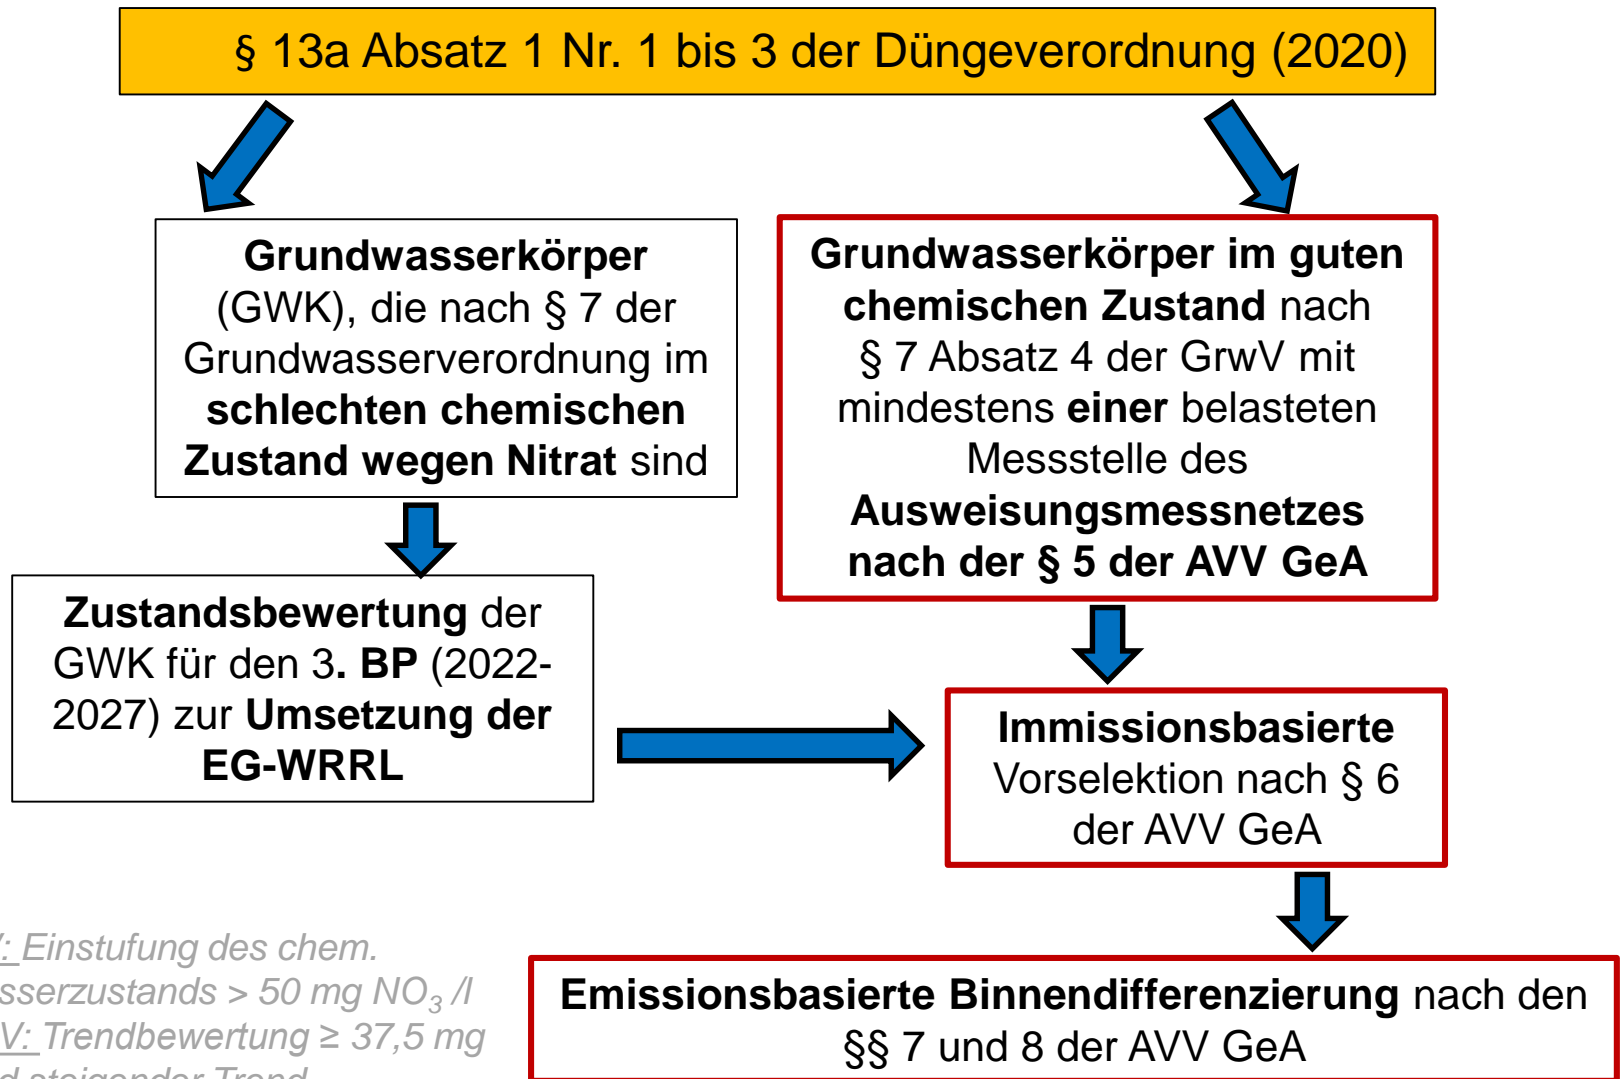 § 13a Absatz 1 Nr. 1 bis 3 der Düngeverordnung (2020)
Grundwasserkörper
(GWK), die nach § 7 der
Grundwasserverordnung im
schlechten chemischen
Zustand wegen Nitrat sind
Grundwasserkörper im guten
chemischen Zustand nach
§ 7 Absatz 4 der GrwV mit
mindestens einer belasteten
Messstelle des
Ausweisungsmessnetzes
nach der § 5 der AVV GeA
Zustandsbewertung der
GWK für den 3. BP (2022-
2027) zur Umsetzung der
EG-WRRL
Immissionsbasierte
Vorselektion nach § 6
der AVV GeA
Emissionsbasierte Binnendifferenzierung nach den
§§ 7 und 8 der AVV GeA
: Einstufung des chem.
sserzustands > 50 mg NO₃ /l
V: Trendbewertung ≥ 37,5 mg
d steigender Trend